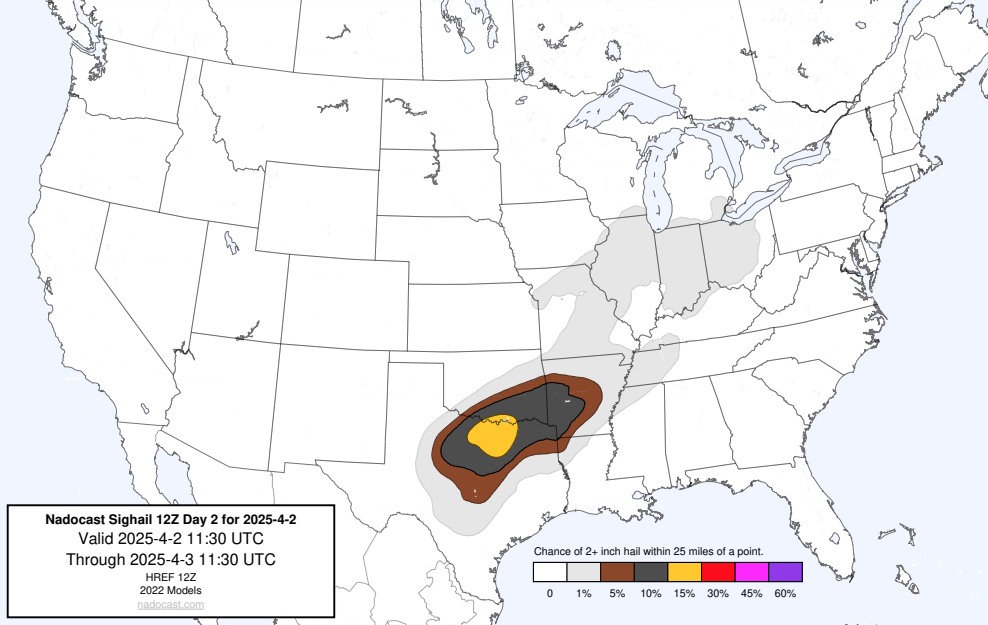 Nadocast Sighail 12Z Day 2 for 2025-4-2
Valid 2025-4-2 11:30 UTC
Through 2025-4-3 11:30 UTC
HREF 12Z
2022 Models
nadocast.com
Chance of 2+ inch hail within 25 miles of a point.
0 1% 5% 10% 15% 30% 45% 60%